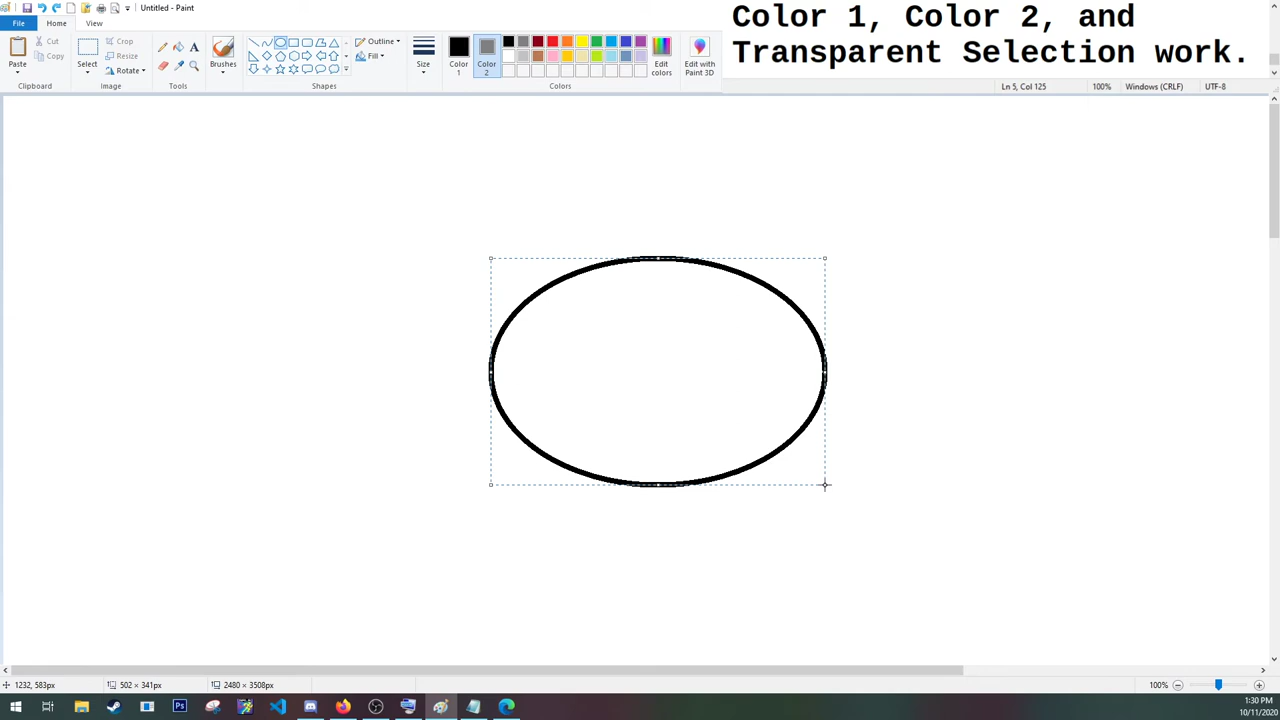 Untitled - Paint
Color 1, Color 2, and
Transparent Selection work.
File
Home
View
Paste
Cut
Copy
Clipboard
Select
Crop
Resize
Rotate
Image
Tools
Brushes
Outline
Fill
Shapes
Size
Color
1
Color
2
Edit
colors
Colors
Edit with
Paint 3D
Ln 5, Col 125
100%
Windows (CRLF)
UTF-8
1232, 583px
502 × 341px
2480 × 3508px
100%
1:30 PM
10/11/2020